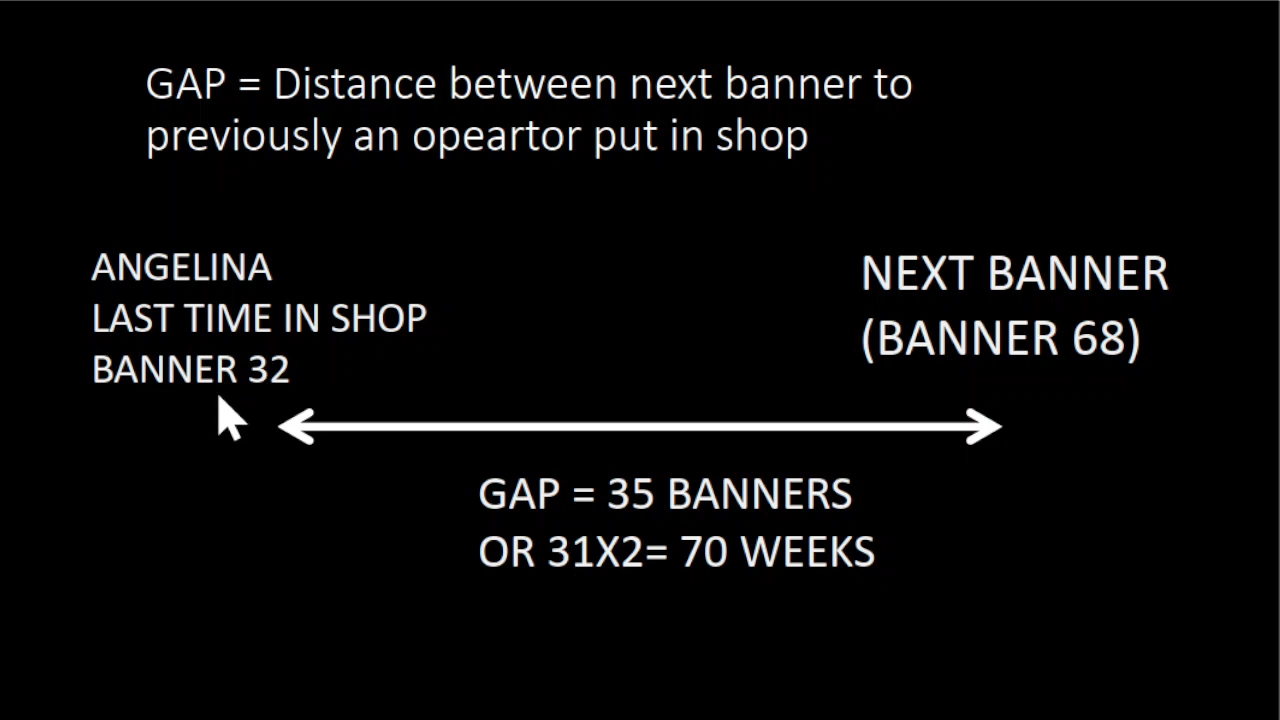 GAP = Distance between next banner to
previously an opeartor put in shop
ANGELINA
LAST TIME IN SHOP
BANNER 32
NEXT BANNER
(BANNER 68)
GAP = 35 BANNERS
OR 31X2= 70 WEEKS